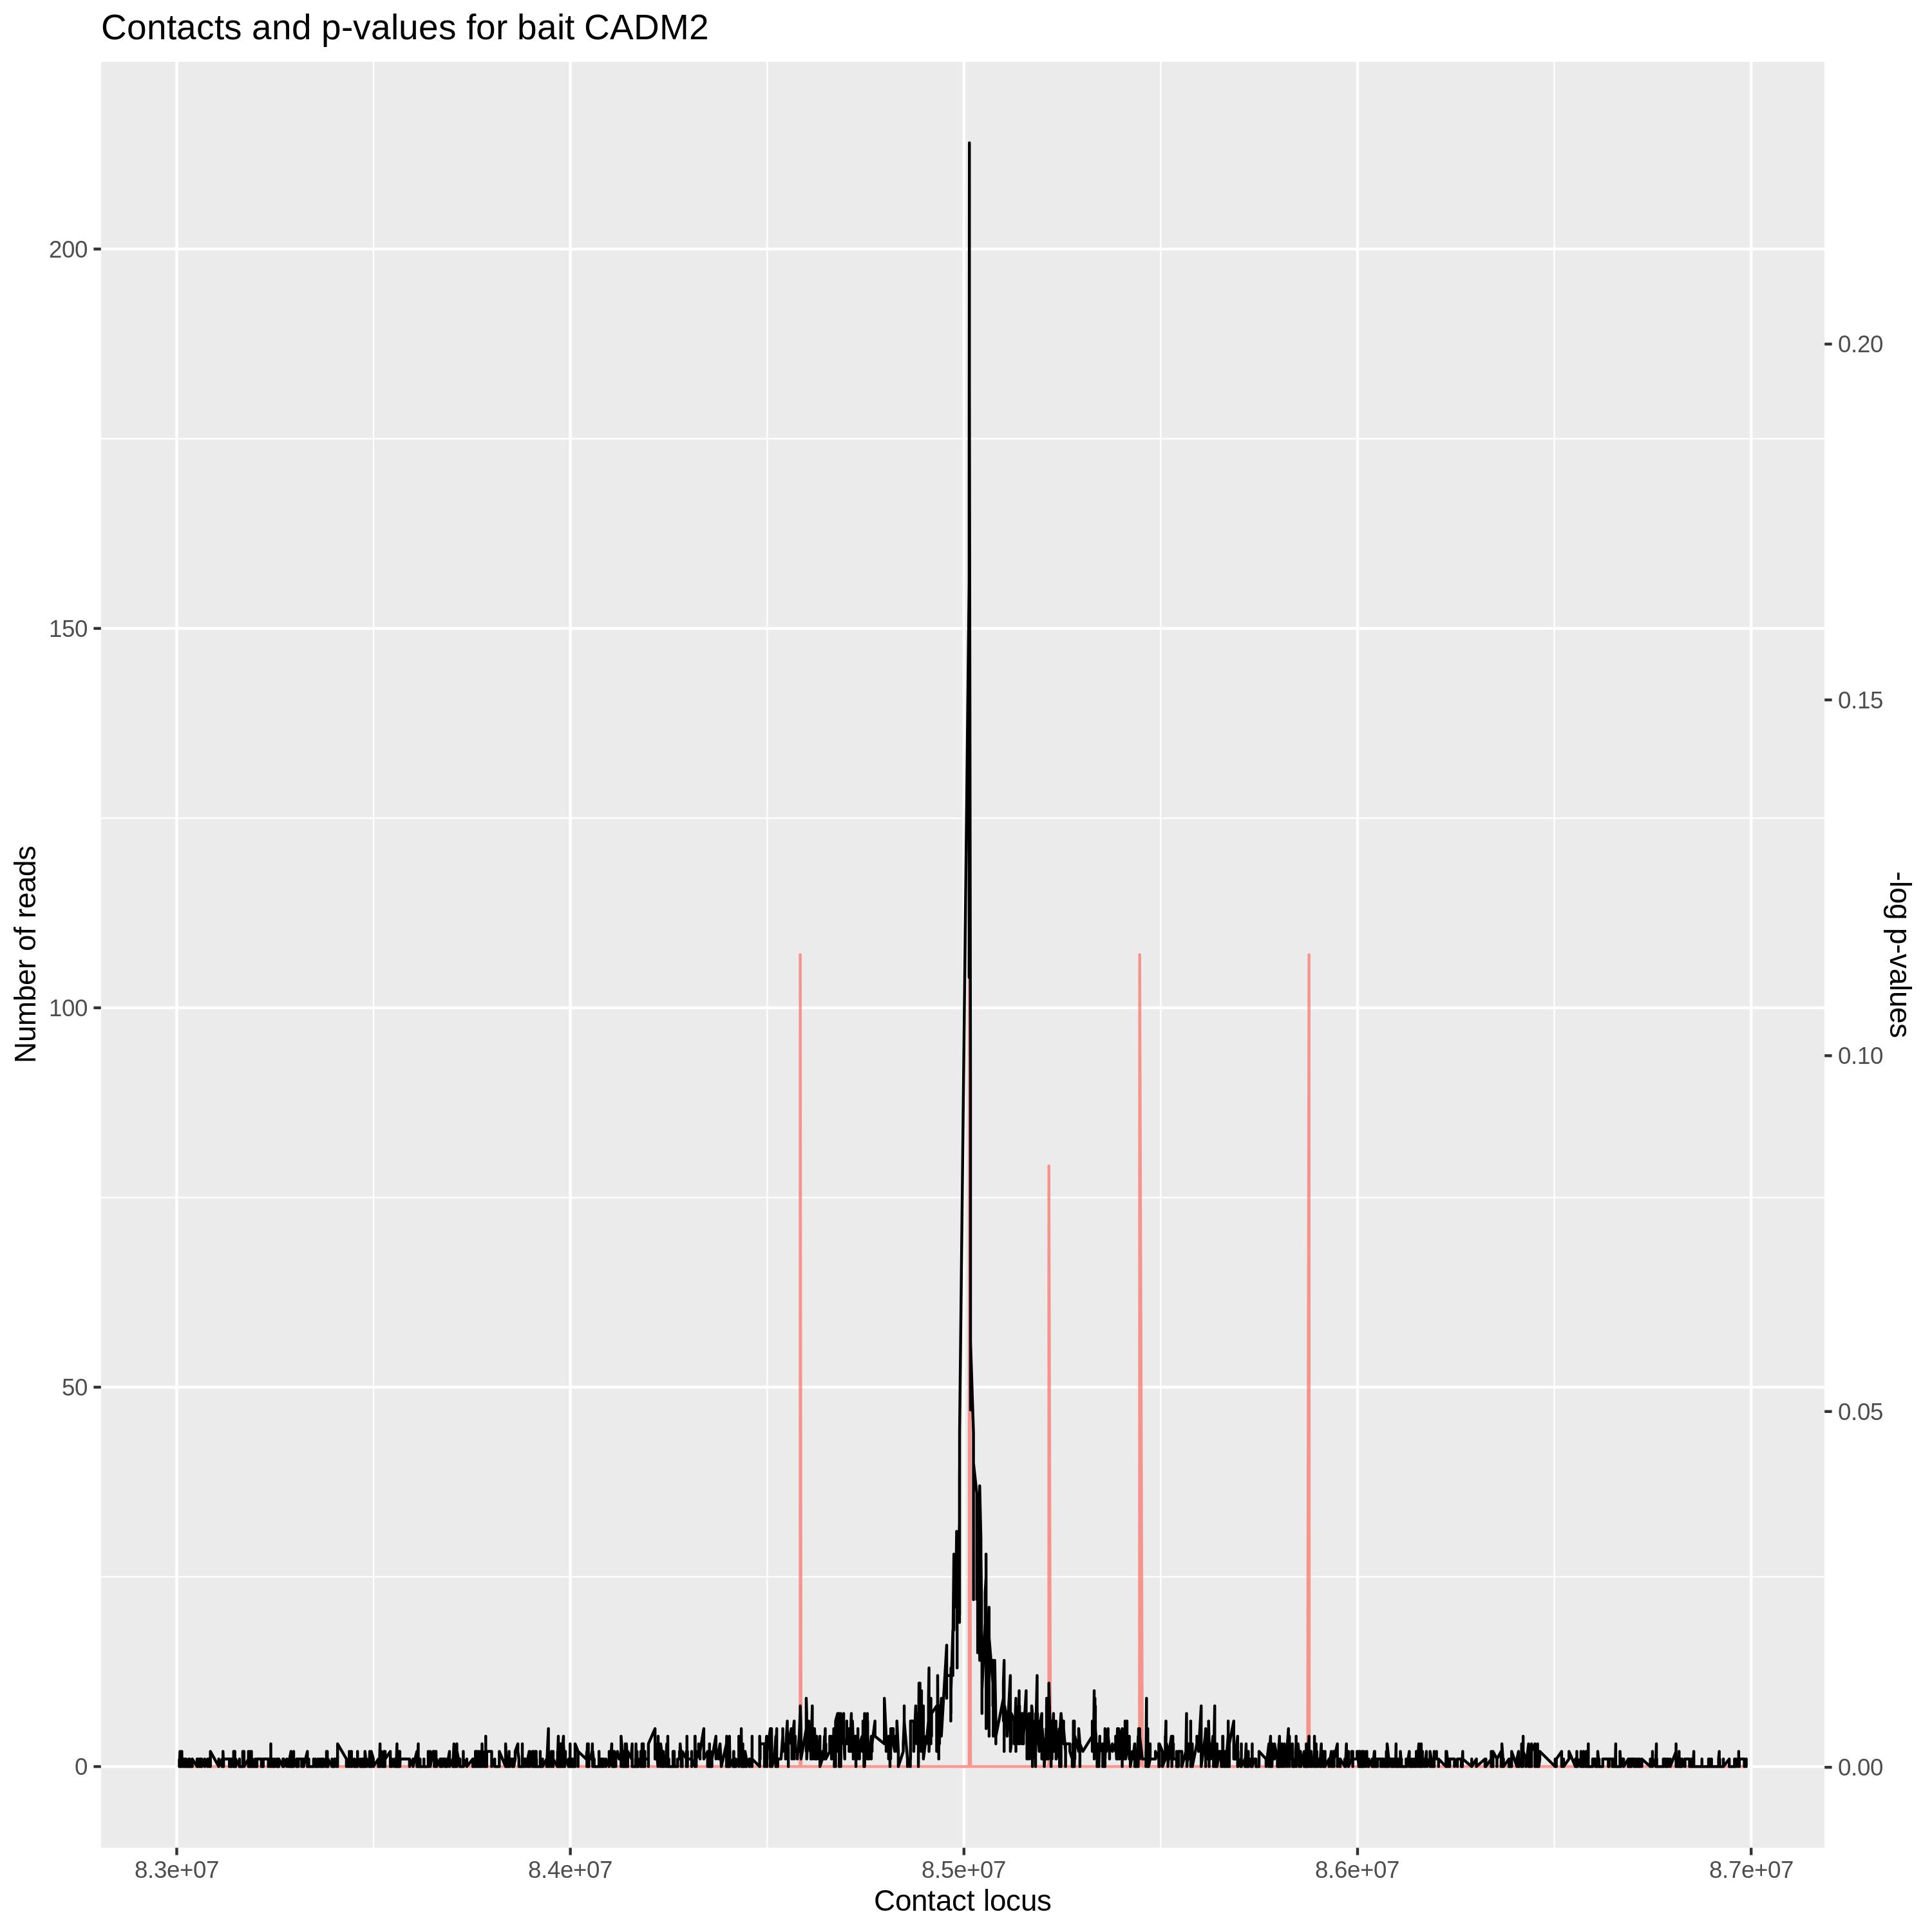 Contacts and p-values for bait CADM2
Number of reads
200
150
100
50
0
0.20
0.15
0.10
0.05
0.00
-log p-values
8.3e+07
8.4e+07
8.5e+07
8.6e+07
8.7e+07
Contact locus